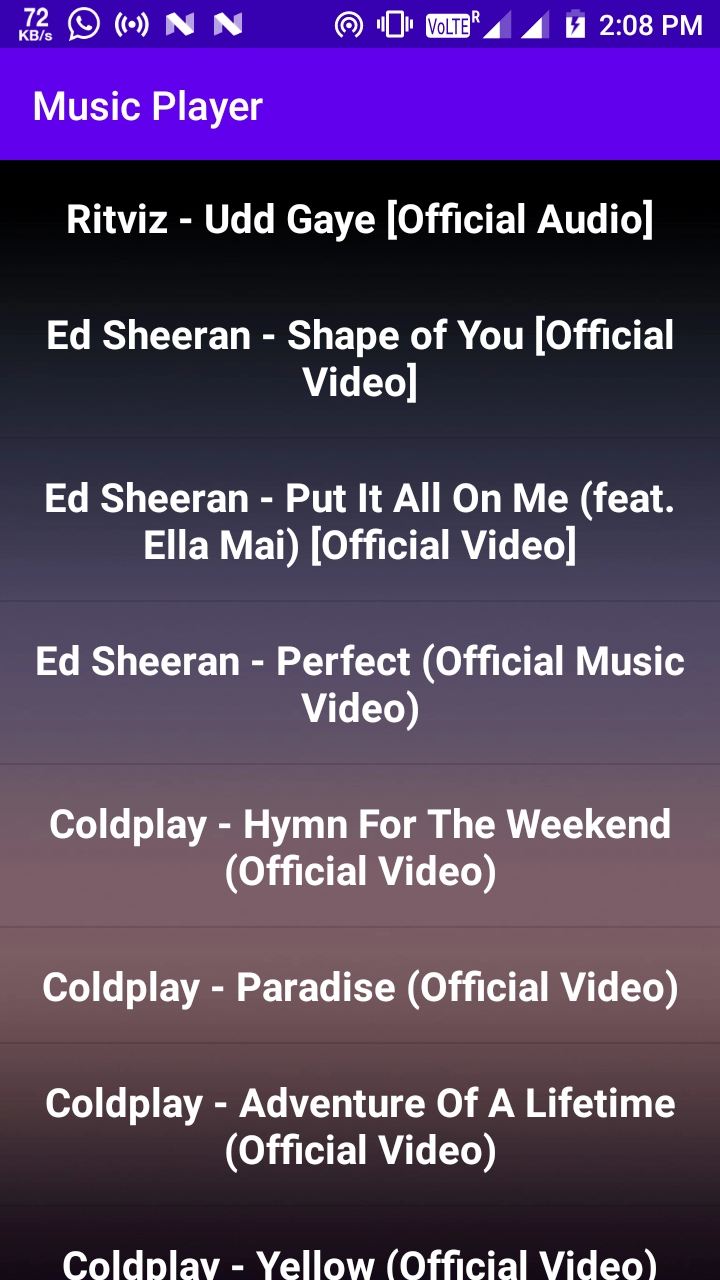 72
KB/s
VoLTE R
2:08 PM
Music Player
Ritviz - Udd Gaye [Official Audio]
Ed Sheeran - Shape of You [Official
Video]
Ed Sheeran - Put It All On Me (feat.
Ella Mai) [Official Video]
Ed Sheeran - Perfect (Official Music
Video)
Coldplay - Hymn For The Weekend
(Official Video)
Coldplay - Paradise (Official Video)
Coldplay - Adventure Of A Lifetime
(Official Video)
Coldplay - Yellow (Official Video)